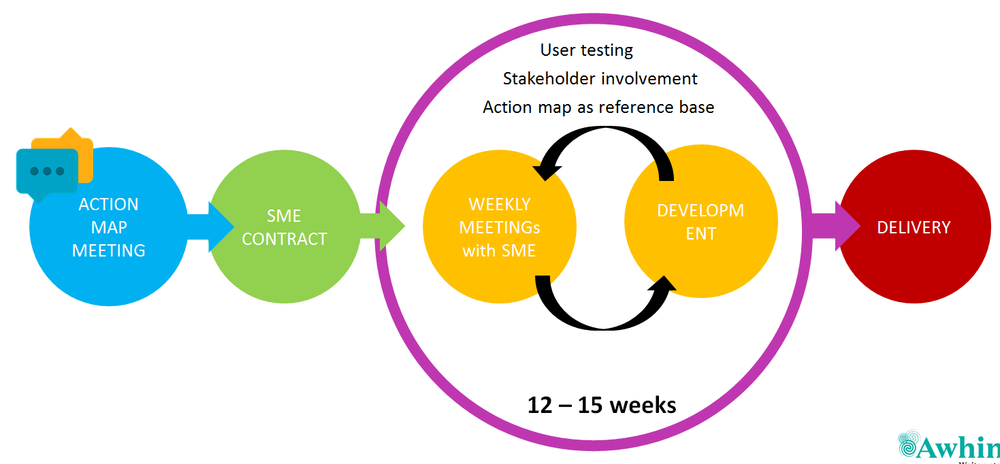 User testing
Stakeholder involvement
Action map as reference base
ACTION
MAP
MEETING
SME
CONTRACT
WEEKLY
MEETINGs
with SME
DEVELOPM
ENT
DELIVERY
12 – 15 weeks
Awhin